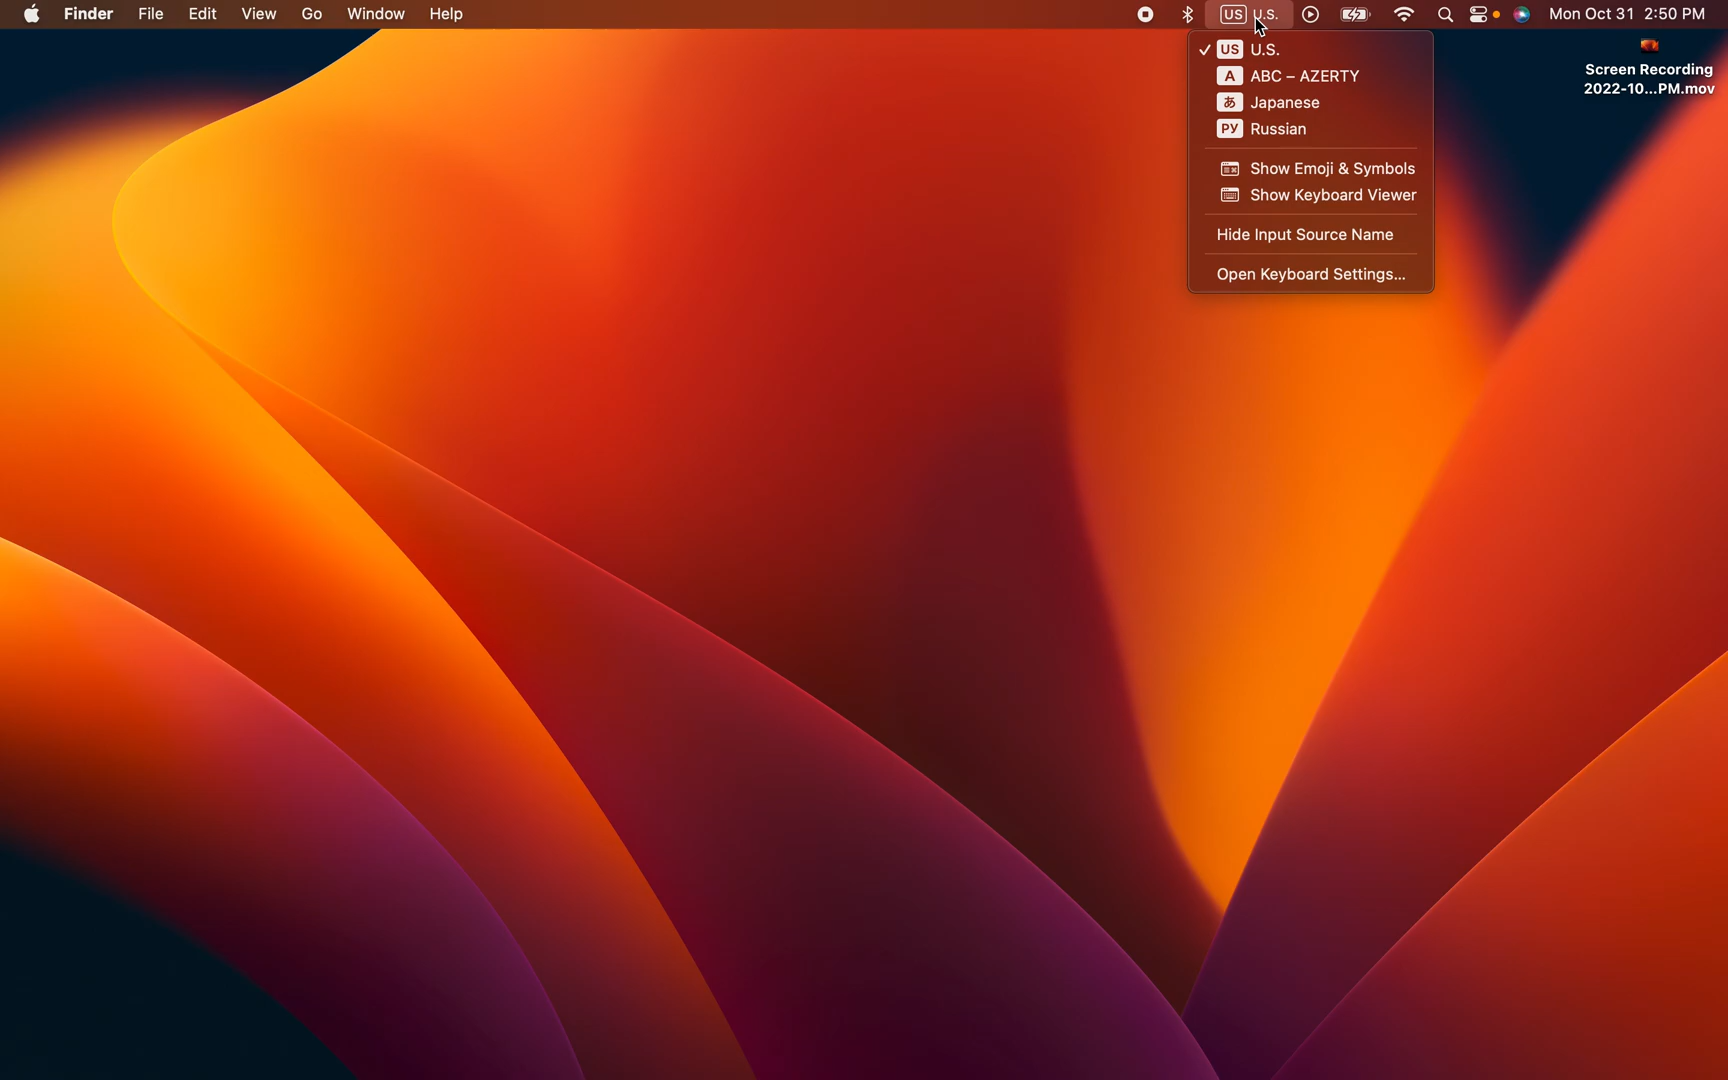 Finder File Edit View Go Window Help US U.S. Mon Oct 31 2:50 PM
✓ US U.S.
A ABC – AZERTY
あ Japanese
РУ Russian
Show Emoji & Symbols
Show Keyboard Viewer
Hide Input Source Name
Open Keyboard Settings...
Screen Recording
2022-10...PM.mov